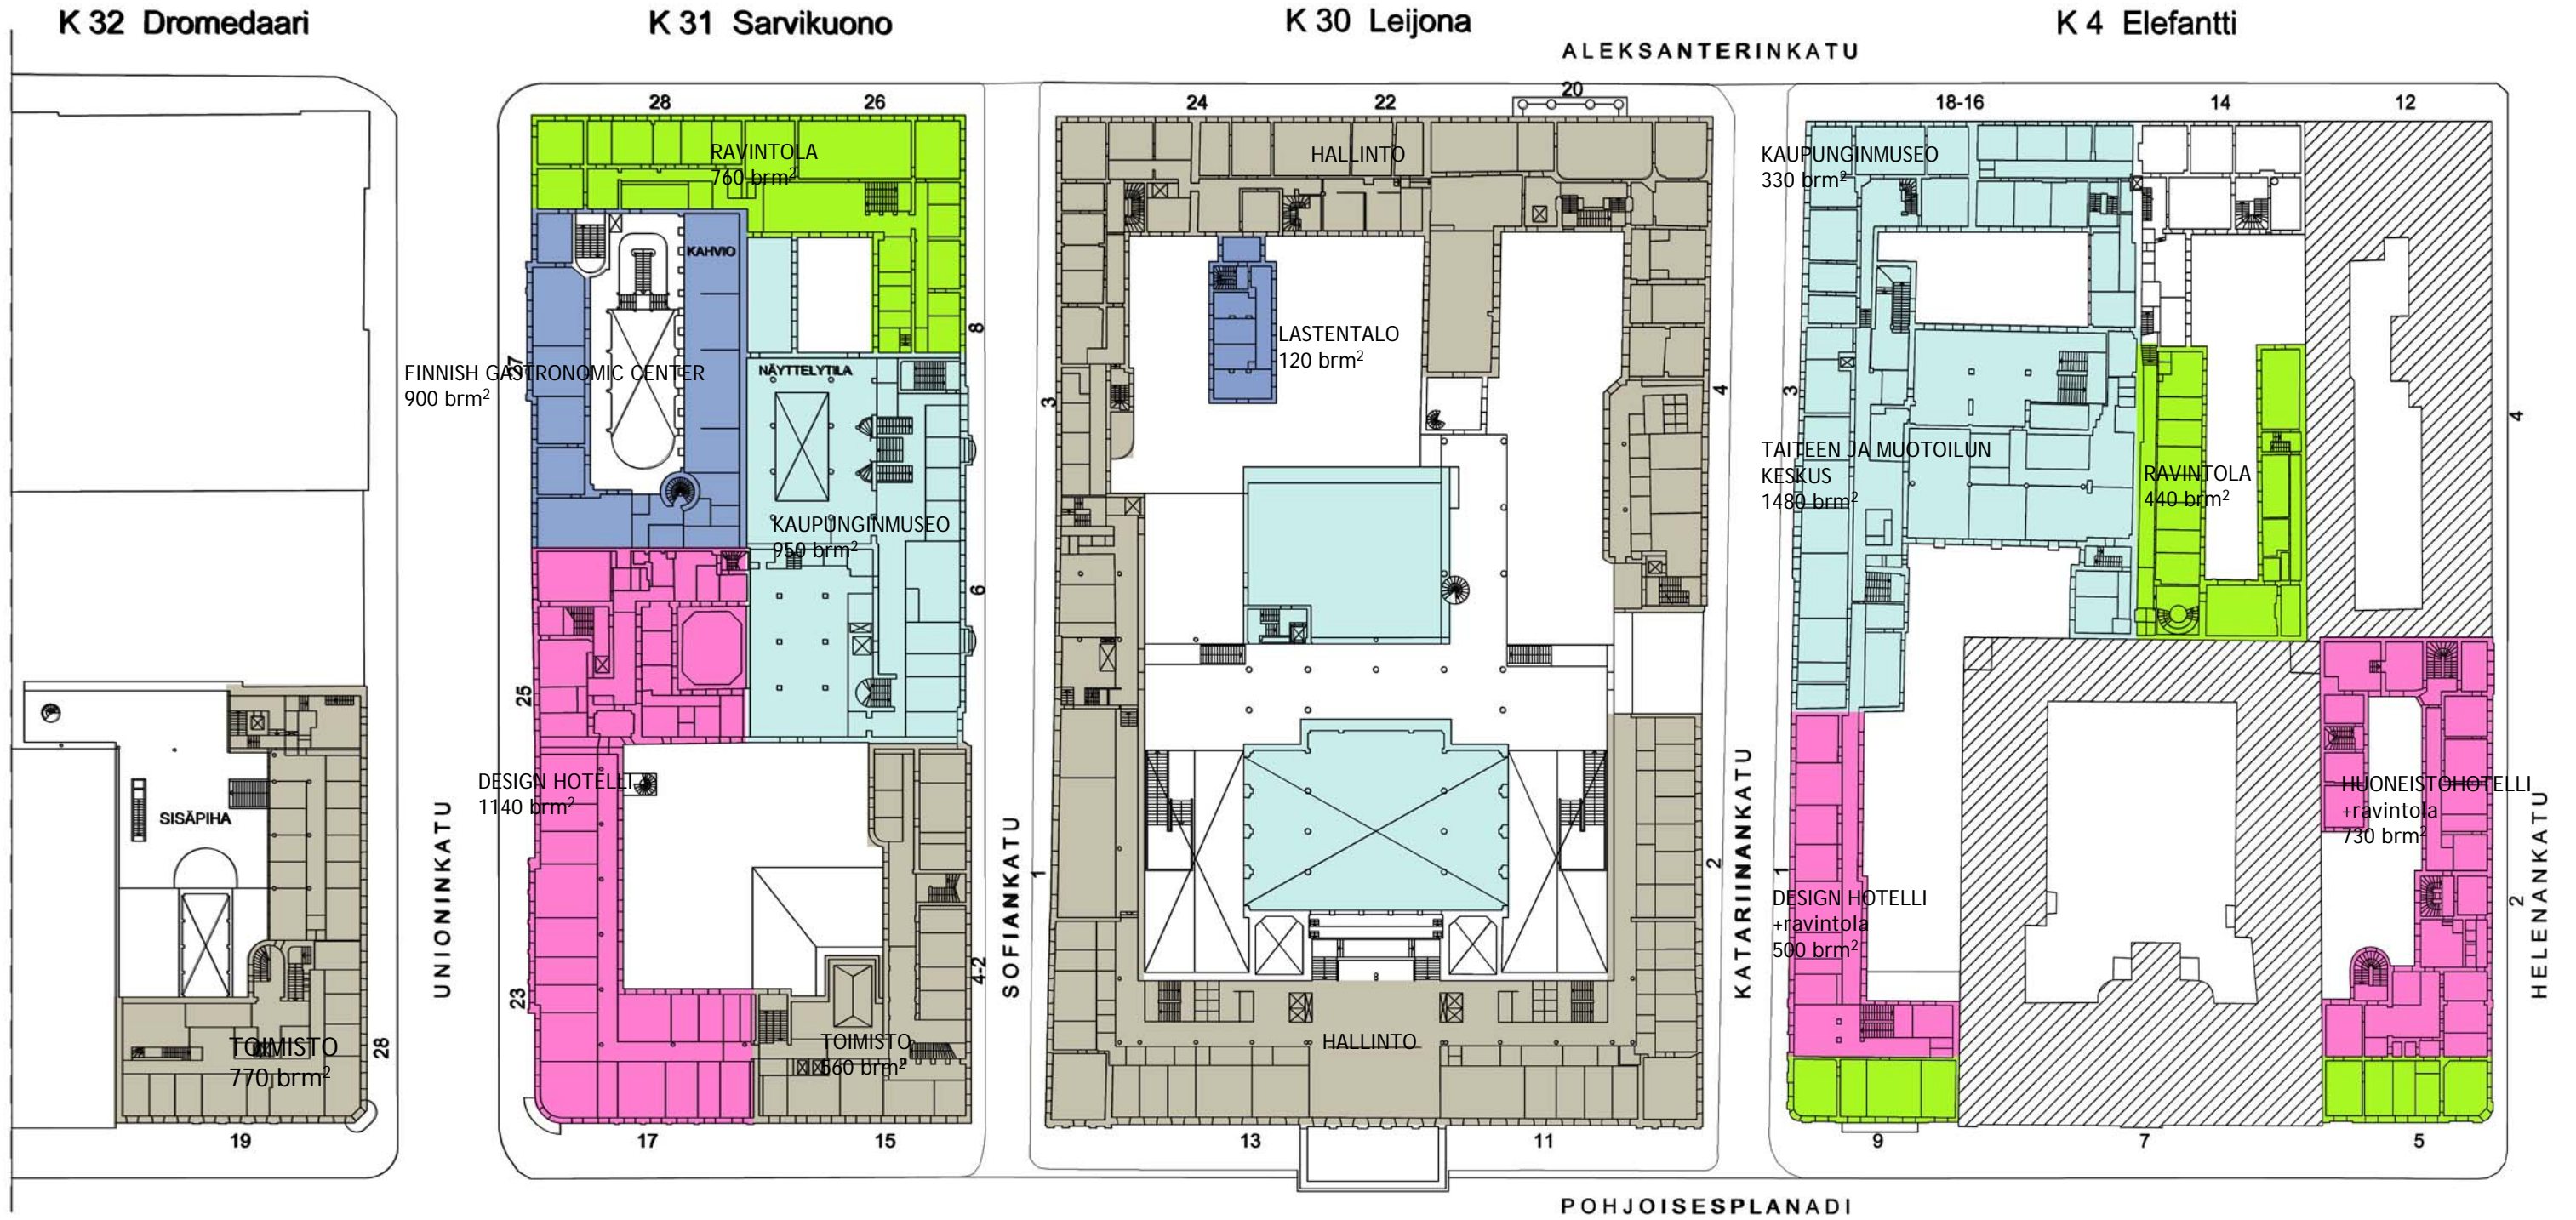 K 32 Dromedaari
K 31 Sarvikuono
K 30 Leijona
K 4 Elefantti
ALEKSANTERINKATU
28
26
24
22
20
18-16
14
12
RAVINTOLA
760 brm²
HALLINTO
KAUPUNGINMUSEO
330 brm²
KAHVIO
8
LASTENTALO
120 brm²
27
FINNISH GASTRONOMIC CENTER
900 brm²
NÄYTTELYTILA
3
4
3
4
TAITEEN JA MUOTOILUN
KESKUS
1480 brm²
RAVINTOLA
440 brm²
KAUPUNGINMUSEO
950 brm²
6
25
DESIGN HOTELLI
1140 brm²
SISÄPIHA
HUONEISTOHOTELLI
+ravintola
730 brm²
UNIONINKATU
SOFIANKATU
KATARIINANKATU
HELENANKATU
1
2
1
2
DESIGN HOTELLI
+ravintola
500 brm²
23
4-2
TOIMISTO
770 brm²
28
TOIMISTO
560 brm²
HALLINTO
19
17
15
13
11
9
7
5
POHJOISESPLANADI